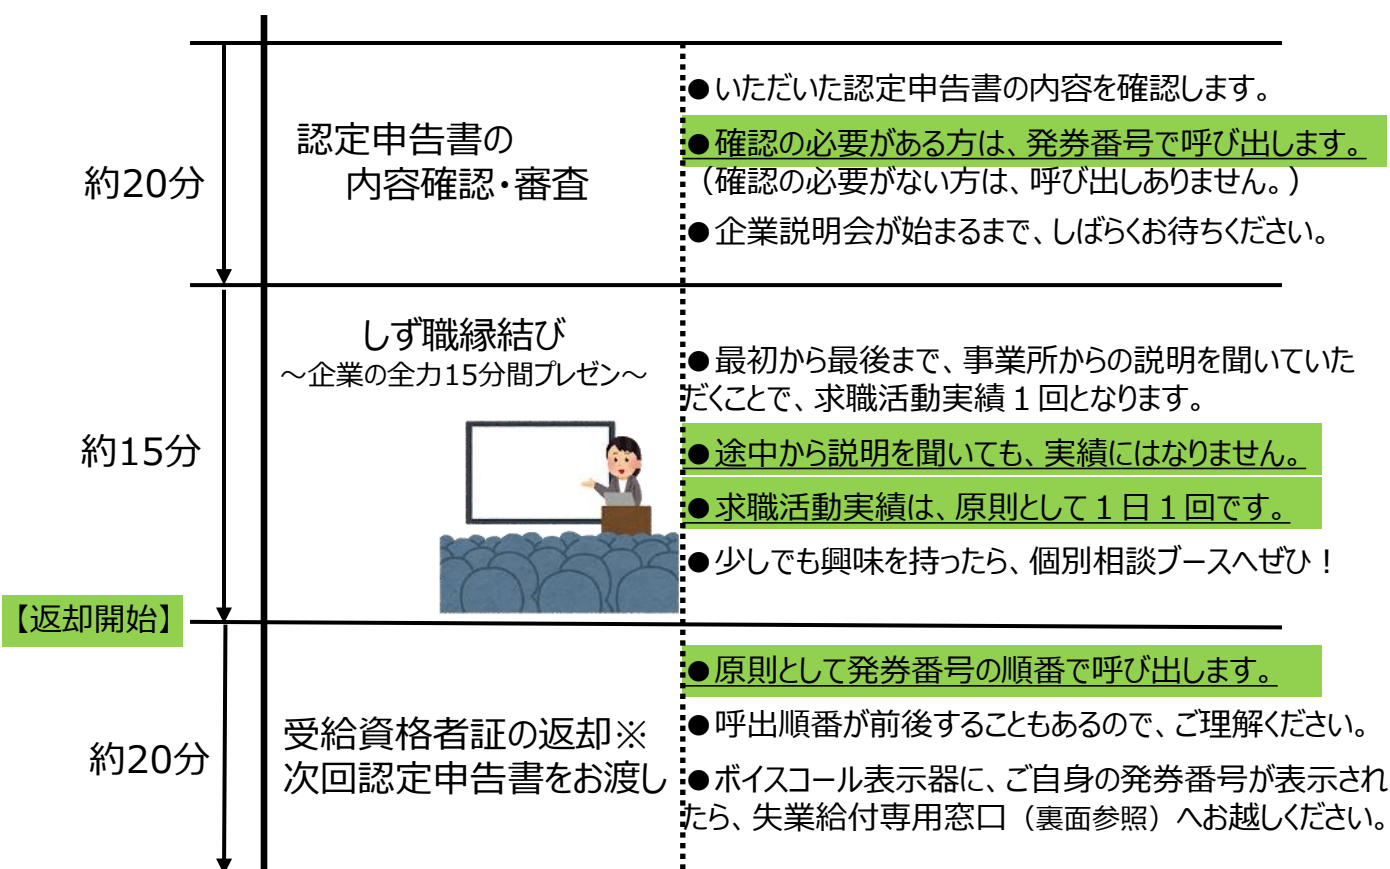 約20分
認定申告書の
内容確認・審査
●いただいた認定申告書の内容を確認します。
●確認の必要がある方は、発券番号で呼び出します。
（確認の必要がない方は、呼び出しありません。）
●企業説明会が始まるまで、しばらくお待ちください。
約15分
しず職縁結び
～企業の全力15分間プレゼン～
●最初から最後まで、事業所からの説明を聞いていた
だくことで、求職活動実績１回となります。
●途中から説明を聞いても、実績にはなりません。
●求職活動実績は、原則として１日１回です。
●少しでも興味を持ったら、個別相談ブースへぜひ！
【返却開始】
約20分
受給資格者証の返却※
次回認定申告書をお渡し
●原則として発券番号の順番で呼び出します。
●呼出順番が前後することもあるので、ご理解ください。
●ボイスコール表示器に、ご自身の発券番号が表示され
たら、失業給付専用窓口（裏面参照）へお越しください。